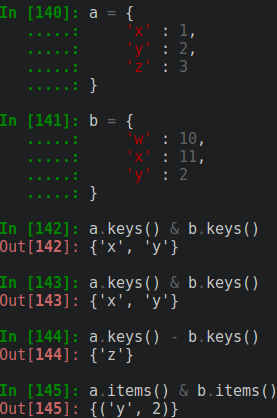 In [140]: a = {
   .....:      'x' : 1,
   .....:      'y' : 2,
   .....:      'z' : 3
   .....: }
In [141]: b = {
   .....:      'w' : 10,
   .....:      'x' : 11,
   .....:      'y' : 2
   .....: }
In [142]: a.keys() & b.keys()
Out[142]: {'x', 'y'}
In [143]: a.keys() & b.keys()
Out[143]: {'x', 'y'}
In [144]: a.keys() - b.keys()
Out[144]: {'z'}
In [145]: a.items() & b.items()
Out[145]: {('y', 2)}